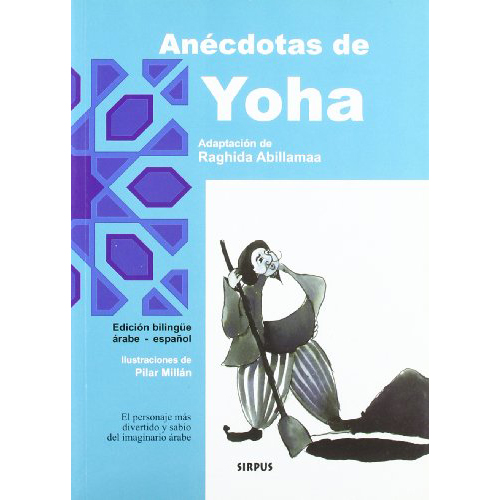 Anécdotas de
Yoha
Adaptación de
Raghida Abillamaa
Edición bilingüe
árabe - español
Ilustraciones de
Pilar Millán
El personaje más
divertido y sabio
del imaginario árabe
SIRPUS